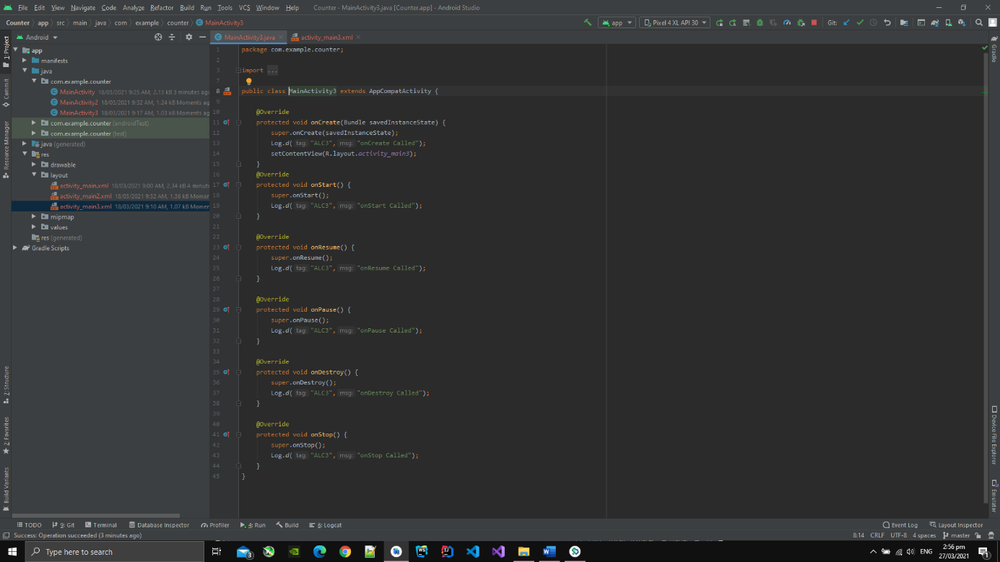 File Edit View Navigate Code Analyze Refactor Build Run Tools VCS Window Help Counter - MainActivity3.java [Counter.app] - Android Studio
Counter app src main java com example counter MainActivity3 app Pixel 4 XL API 30 Git:
Android MainActivity3.java activity_main3.xml
1: Project
Commit
Resource Manager
Z: Structure
2: Favorites
Build Variants
app
manifests
java
com.example.counter
MainActivity 18/03/2021 9:25 AM, 2.13 kB 3 minutes ag
MainActivity2 18/03/2021 9:32 AM, 1.24 kB Moments ag
MainActivity3 18/03/2021 9:17 AM, 1.03 kB Moments ag
com.example.counter (androidTest)
com.example.counter (test)
java (generated)
res
drawable
layout
activity_main.xml 18/03/2021 9:00 AM, 2.34 kB A minute
activity_main2.xml 18/03/2021 9:32 AM, 1.36 kB Momen
activity_main3.xml 18/03/2021 9:10 AM, 1.07 kB Momen
mipmap
values
res (generated)
Gradle Scripts
1 package com.example.counter;
2
3 import ...
7
8 public class MainActivity3 extends AppCompatActivity {
9
10 @Override
11 protected void onCreate(Bundle savedInstanceState) {
12 super.onCreate(savedInstanceState);
13 Log.d( tag: "ALC3", msg: "onCreate Called");
14 setContentView(R.layout.activity_main3);
15 }
16 @Override
17 protected void onStart() {
18 super.onStart();
19 Log.d( tag: "ALC3", msg: "onStart Called");
20 }
21
22 @Override
23 protected void onResume() {
24 super.onResume();
25 Log.d( tag: "ALC3", msg: "onResume Called");
26 }
27
28 @Override
29 protected void onPause() {
30 super.onPause();
31 Log.d( tag: "ALC3", msg: "onPause Called");
32 }
33
34 @Override
35 protected void onDestroy() {
36 super.onDestroy();
37 Log.d( tag: "ALC3", msg: "onDestroy Called");
38 }
39
40 @Override
41 protected void onStop() {
42 super.onStop();
43 Log.d( tag: "ALC3", msg: "onStop Called");
44 }
45 }
Gradle
Device File Explorer
Emulator
TODO 9: Git Terminal Database Inspector Profiler 4: Run Build 6: Logcat Event Log Layout Inspector
Success: Operation succeeded (3 minutes ago) 8:14 CRLF UTF-8 4 spaces master
Type here to search 3 ENG 2:56 pm
27/03/2021 1